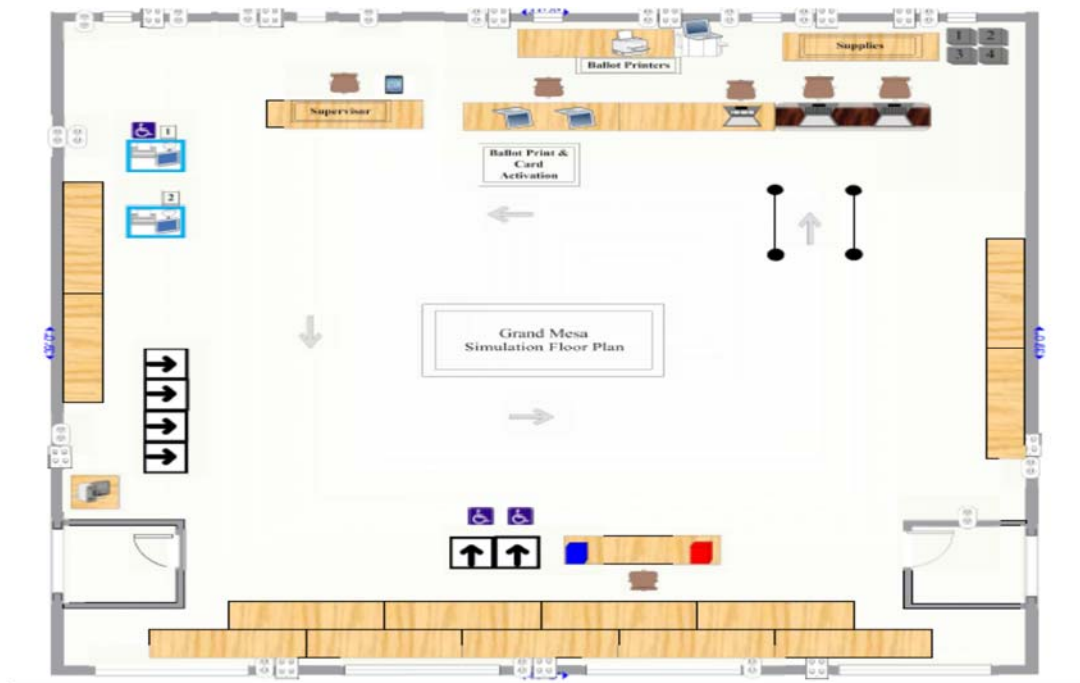 Ballot Printers
Supplies
1 2
3 4
Supervisor
1
Ballot Print &
Card
Activation
2
Grand Mesa
Simulation Floor Plan